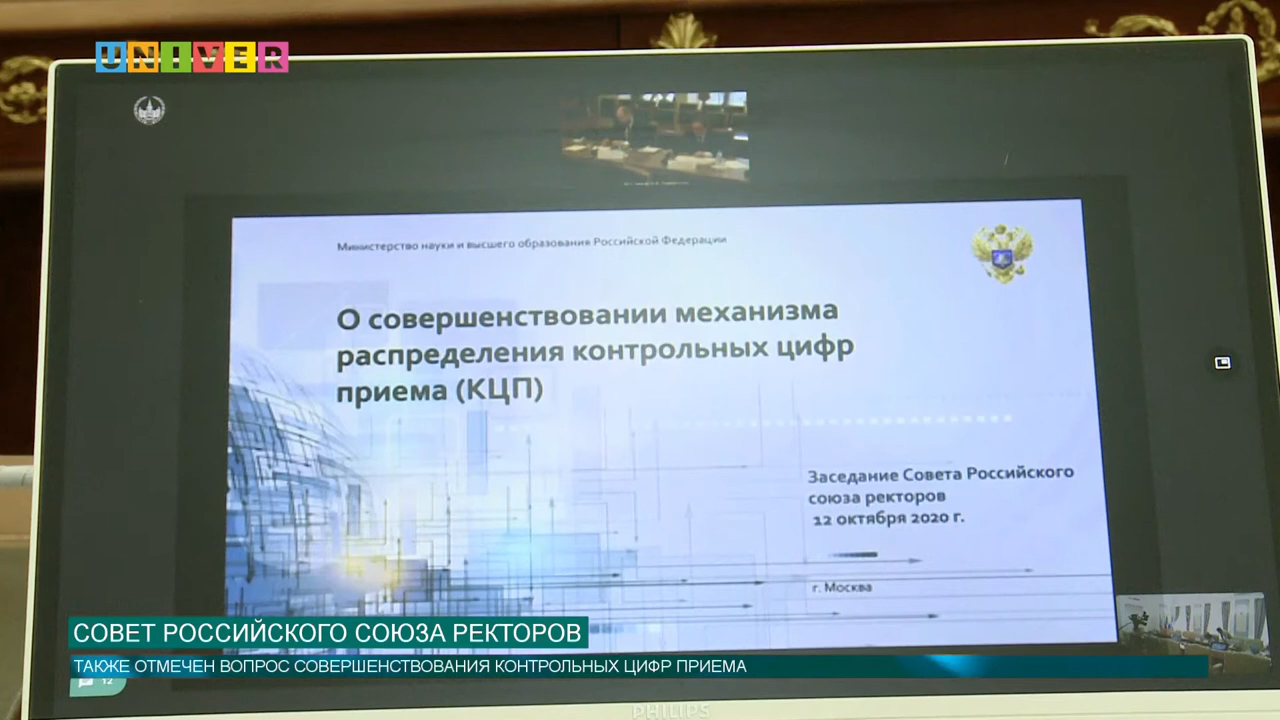 UNIVER
Министерство науки и высшего образования Российской Федерации
О совершенствовании механизма
распределения контрольных цифр
приема (КЦП)
Заседание Совета Российского
союза ректоров
12 октября 2020 г.
г. Москва
СОВЕТ РОССИЙСКОГО СОЮЗА РЕКТОРОВ
ТАКЖЕ ОТМЕЧЕН ВОПРОС СОВЕРШЕНСТВОВАНИЯ КОНТРОЛЬНЫХ ЦИФР ПРИЕМА
12
PHILIPS